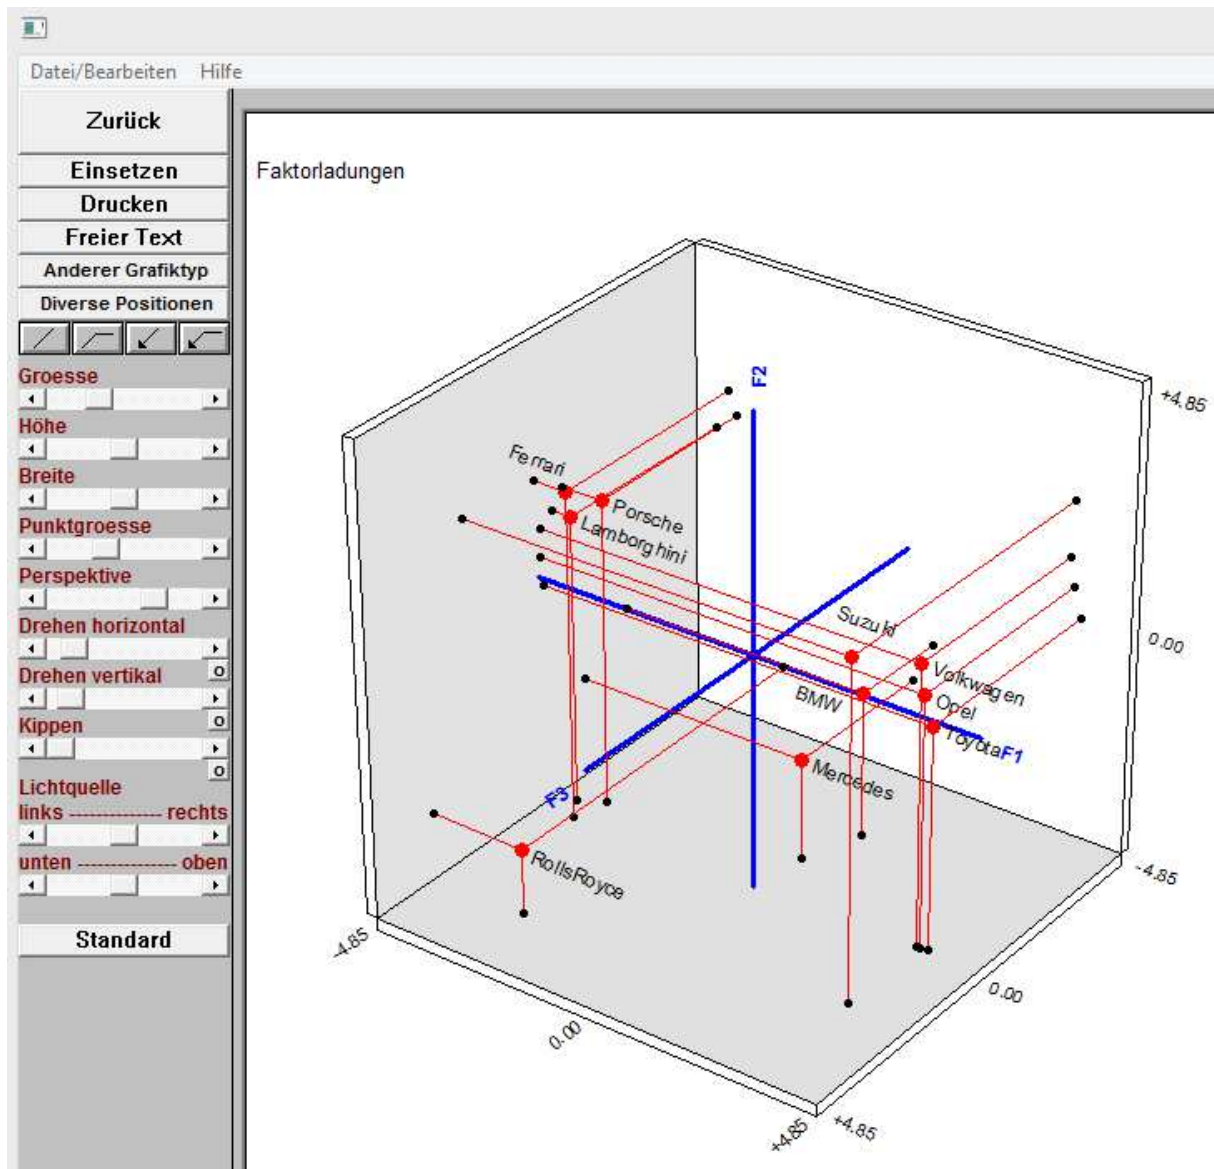 Datei/Bearbeiten Hilfe
Zurück
Einsetzen
Drucken
Freier Text
Anderer Grafiktyp
Diverse Positionen
Groesse
Höhe
Breite
Punktgroesse
Perspektive
Drehen horizontal
o
Drehen vertikal
o
Kippen
o
Lichtquelle
links -------------- rechts
unten -------------- oben
Standard
Faktorladungen
F2
+4.85
Ferrari
Porsche
Lamborghini
Suzuki
0.00
Volkwagen
BMW
Opel
Toyota
F1
Mercedes
F3
RollsRoyce
-4.85
-4.85
0.00
0.00
+4.85
+4.85